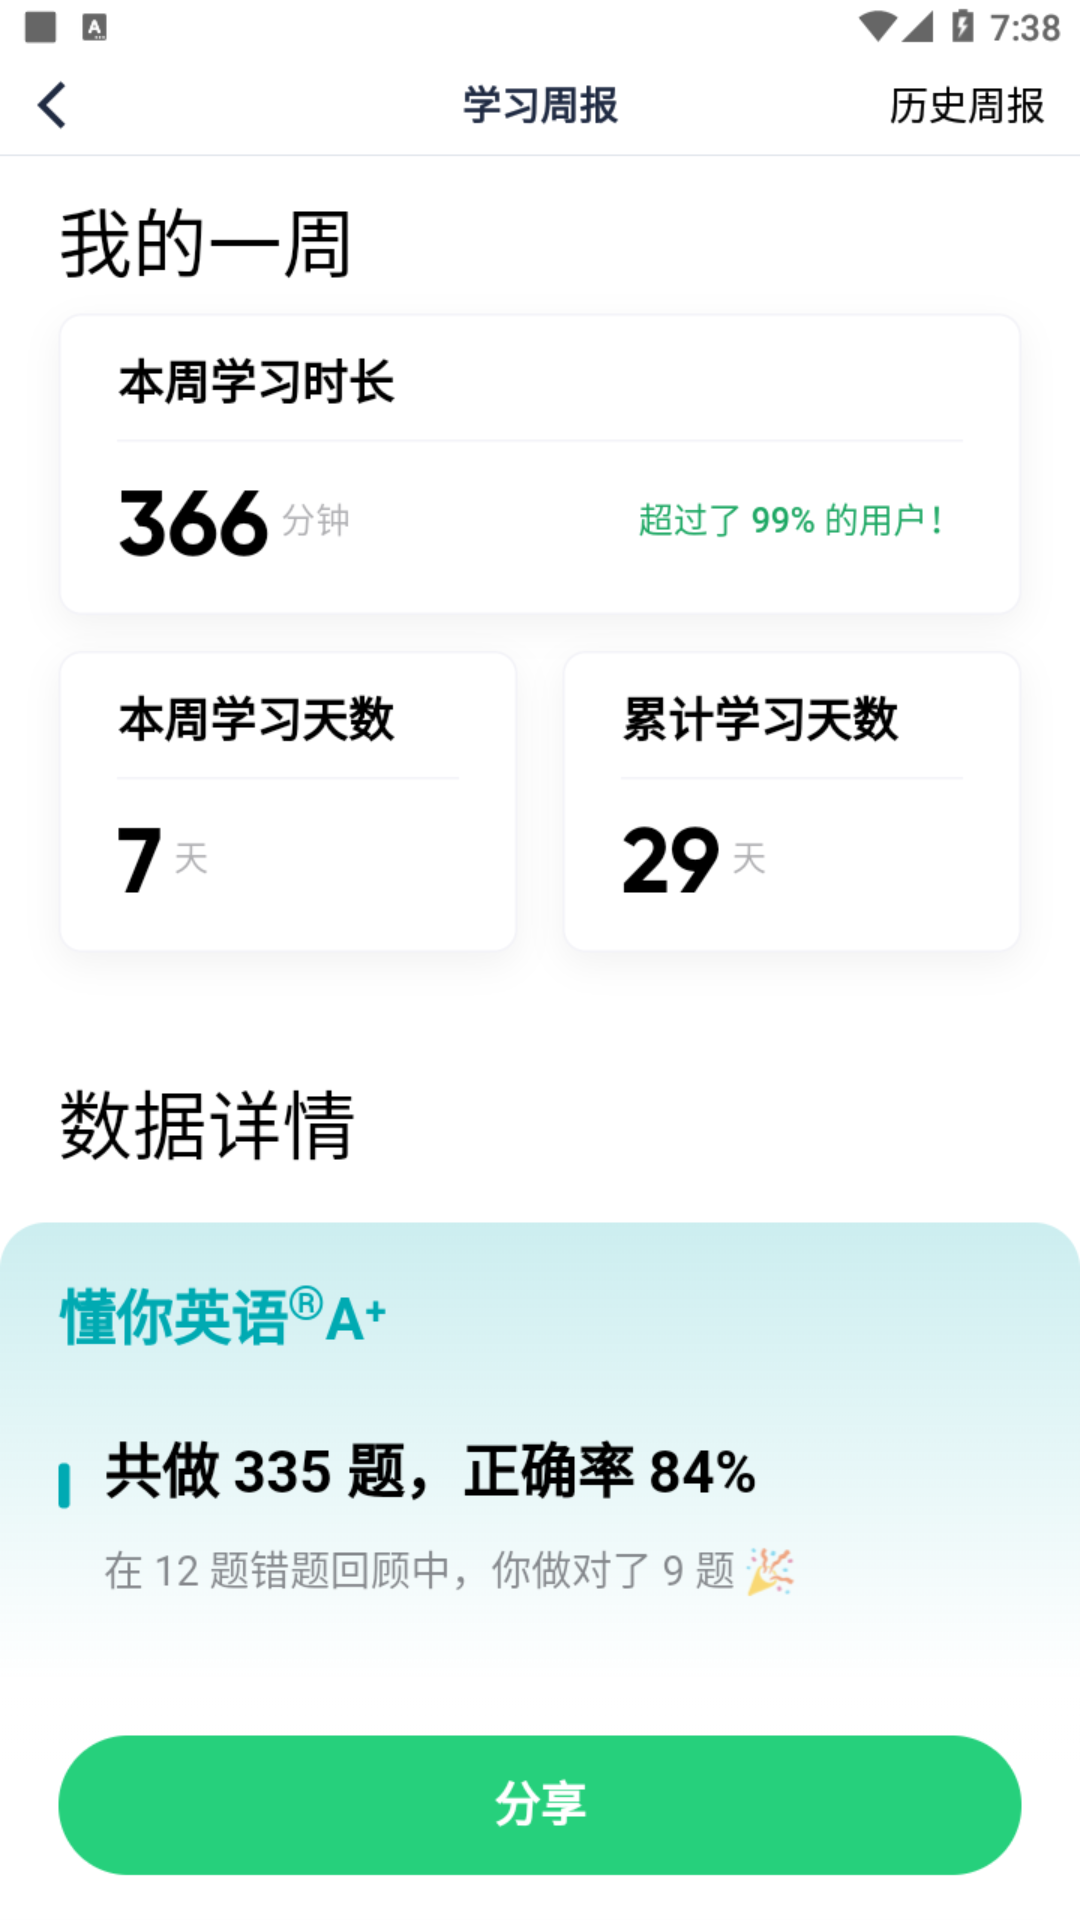 7:38
学习周报
历史周报
我的一周
本周学习时长
366 分钟
超过了 99% 的用户！
本周学习天数
7 天
累计学习天数
29 天
数据详情
懂你英语®A⁺
共做 335 题，正确率 84%
在 12 题错题回顾中，你做对了 9 题 🎉
分享